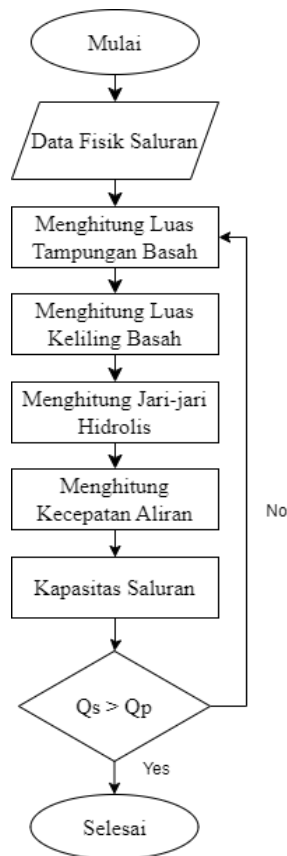 Mulai
Data Fisik Saluran
Menghitung Luas
Tampungan Basah
Menghitung Luas
Keliling Basah
Menghitung Jari-jari
Hidrolis
Menghitung
Kecepatan Aliran
No
Kapasitas Saluran
Qs > Qp
Yes
Selesai